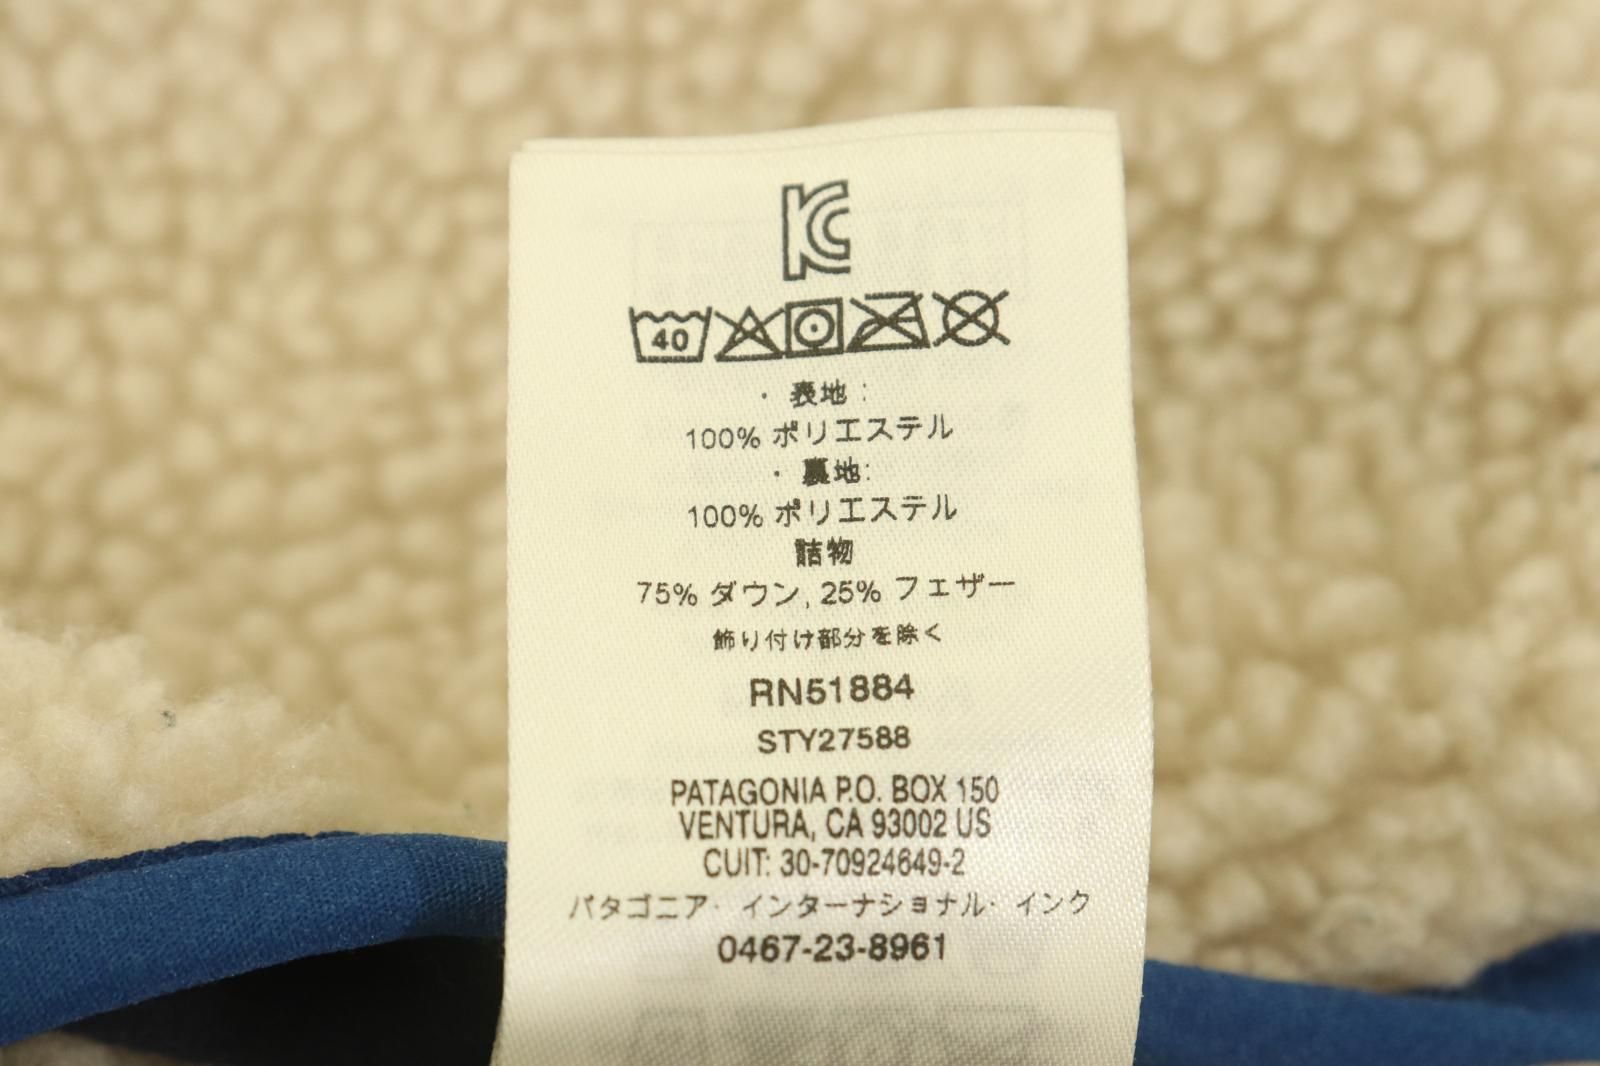 KC
40
・表地:
100% ポリエステル
・裏地:
100% ポリエステル
詰物
75% ダウン, 25% フェザー
飾り付け部分を除く
RN51884
STY27588
PATAGONIA P.O. BOX 150
VENTURA, CA 93002 US
CUIT: 30-70924649-2
パタゴニア・インターナショナル・インク
0467-23-8961